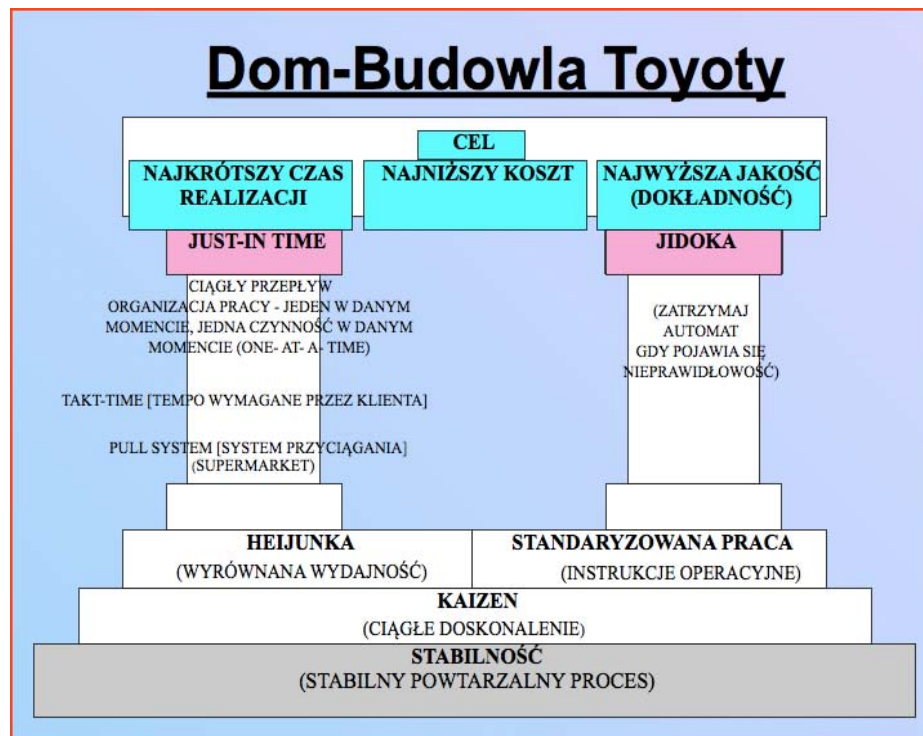 Dom-Budowla Toyoty
CEL
NAJKRÓTSZY CZAS
REALIZACJI
NAJNIŻSZY KOSZT
NAJWYŻSZA JAKOŚĆ
(DOKŁADNOŚĆ)
JUST-IN TIME
CIĄGŁY PRZEPŁYW
ORGANIZACJA PRACY - JEDEN W DANYM
MOMENCIE, JEDNA CZYNNOŚĆ W DANYM
MOMENCIE (ONE- AT- A- TIME)
TAKT-TIME [TEMPO WYMAGANE PRZEZ KLIENTA]
PULL SYSTEM [SYSTEM PRZYCIĄGANIA]
(SUPERMARKET)
JIDOKA
(ZATRZYMAJ
AUTOMAT
GDY POJAWIA SIĘ
NIEPRAWIDŁOWOŚĆ)
HEIJUNKA
(WYRÓWNANA WYDAJNOŚĆ)
STANDARYZOWANA PRACA
(INSTRUKCJE OPERACYJNE)
KAIZEN
(CIĄGŁE DOSKONALENIE)
STABILNOŚĆ
(STABILNY POWTARZALNY PROCES)